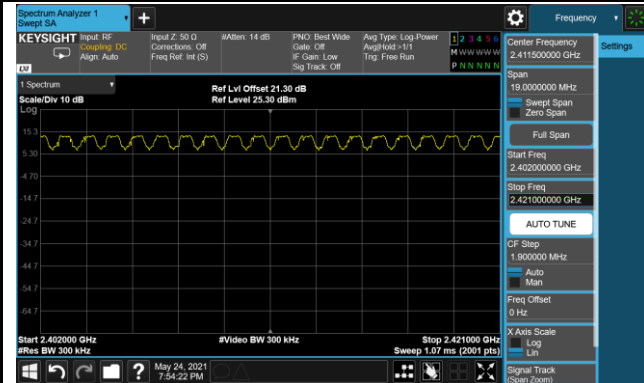 Spectrum Analyzer 1
Swept SA
Frequency
KEYSIGHT
Input: RF
Coupling: DC
Align: Auto
Input Z: 50 Ω
Corrections: Off
Freq Ref: Int (S)
#Atten: 14 dB
PNO: Best Wide
Gate: Off
IF Gain: Low
Sig Track: Off
Avg Type: Log-Power
Avg|Hold:>1/1
Trig: Free Run
1 2 3 4 5 6
M W W W W W
P N N N N N
LXI
Settings
Center Frequency
2.411500000 GHz
Span
19.0000000 MHz
Swept Span
Zero Span
Full Span
Start Freq
2.402000000 GHz
Stop Freq
2.421000000 GHz
AUTO TUNE
CF Step
1.900000 MHz
Auto
Man
Freq Offset
0 Hz
X Axis Scale
Log
Lin
Signal Track
(Span Zoom)
1 Spectrum
Scale/Div 10 dB
Ref Lvl Offset 21.30 dB
Ref Level 25.30 dBm
Log
15.3
5.30
-4.70
-14.7
-24.7
-34.7
-44.7
-54.7
-64.7
Start 2.402000 GHz
#Video BW 300 kHz
Stop 2.421000 GHz
#Res BW 300 kHz
Sweep 1.07 ms (2001 pts)
?
May 24, 2021
7:54:22 PM